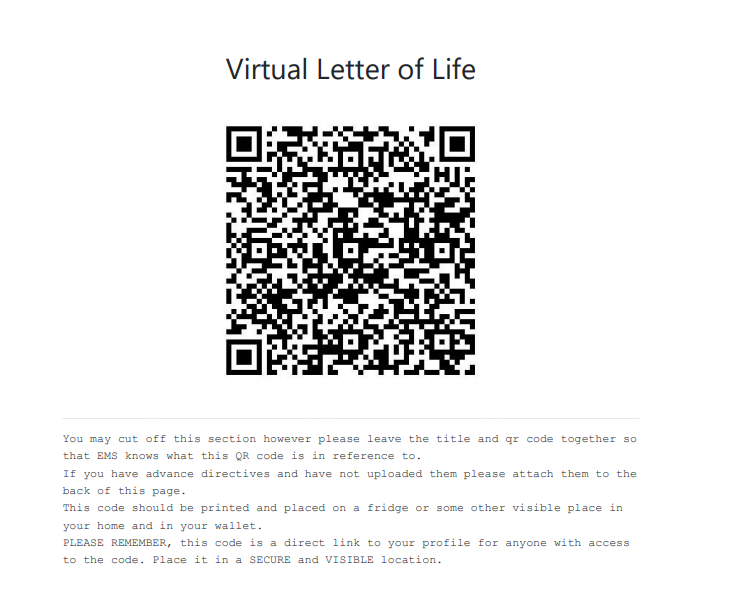 Virtual Letter of Life
You may cut off this section however please leave the title and qr code together so
that EMS knows what this QR code is in reference to.
If you have advance directives and have not uploaded them please attach them to the
back of this page.
This code should be printed and placed on a fridge or some other visible place in
your home and in your wallet.
PLEASE REMEMBER, this code is a direct link to your profile for anyone with access
to the code. Place it in a SECURE and VISIBLE location.